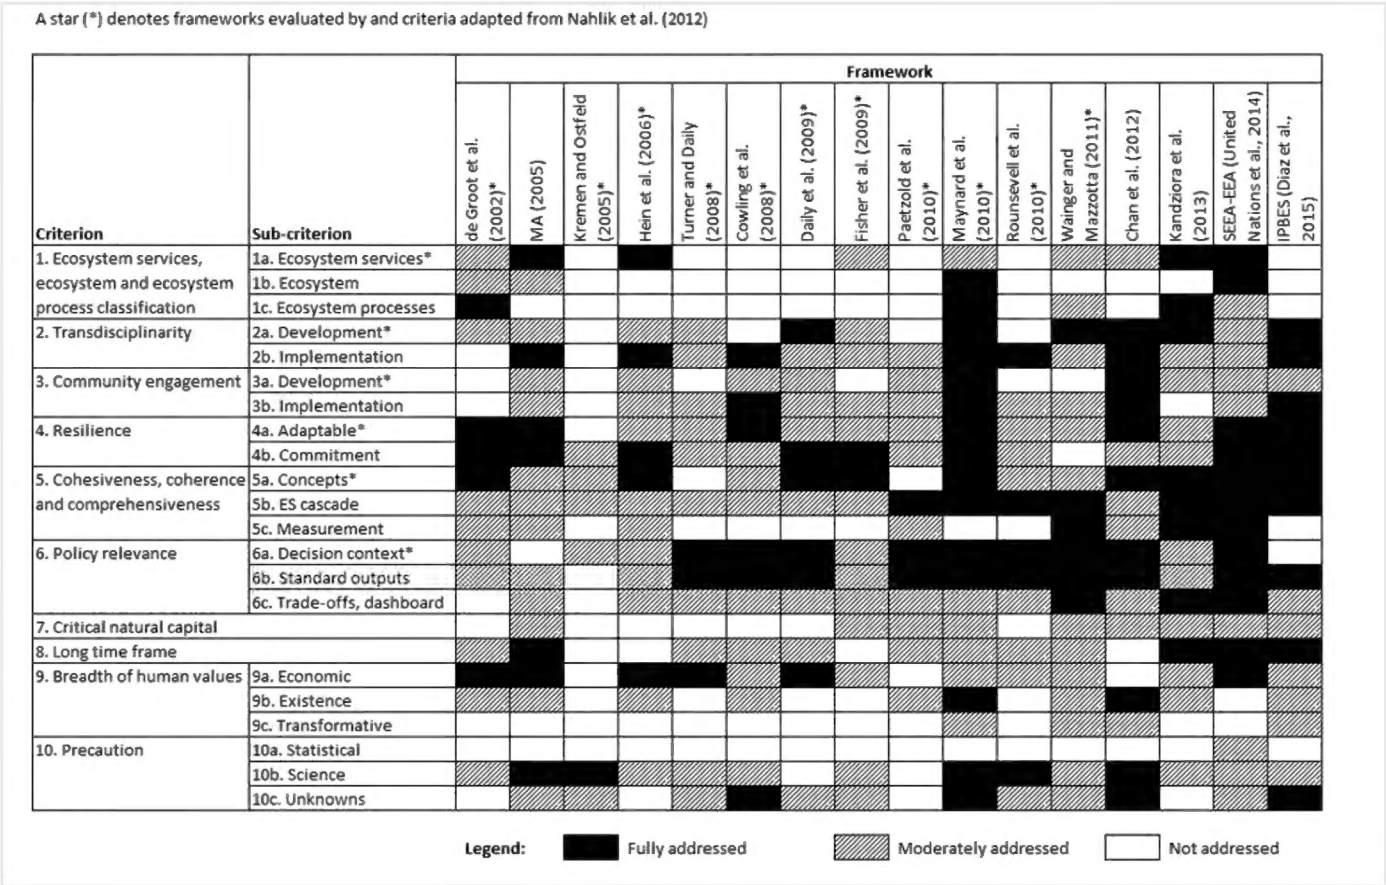 A star (*) denotes frameworks evaluated by and criteria adapted from Nahlik et al. (2012)
Framework
Criterion
Sub-criterion
de Groot et al.
(2002)*
MA (2005)
Kremen and Ostfeld
(2005)*
Hein et al. (2006)*
Turner and Daily
(2008)*
Cowling et al.
(2008)*
Daily et al. (2009)*
Fisher et al. (2009)*
Paetzold et al.
(2010)*
Maynard et al.
(2010)*
Rounsevell et al.
(2010)*
Wainger and
Mazzotta (2011)*
Chan et al. (2012)
Kandziora et al.
(2013)
SEEA-EEA (United
Nations et al., 2014)
IPBES (Diaz et al.,
2015)
1. Ecosystem services,
ecosystem and ecosystem
process classification
1a. Ecosystem services*
1b. Ecosystem
1c. Ecosystem processes
2. Transdisciplinarity
2a. Development*
2b. Implementation
3. Community engagement
3a. Development*
3b. Implementation
4. Resilience
4a. Adaptable*
4b. Commitment
5. Cohesiveness, coherence
and comprehensiveness
5a. Concepts*
5b. ES cascade
5c. Measurement
6. Policy relevance
6a. Decision context*
6b. Standard outputs
6c. Trade-offs, dashboard
7. Critical natural capital
8. Long time frame
9. Breadth of human values
9a. Economic
9b. Existence
9c. Transformative
10. Precaution
10a. Statistical
10b. Science
10c. Unknowns
Legend:
Fully addressed
Moderately addressed
Not addressed